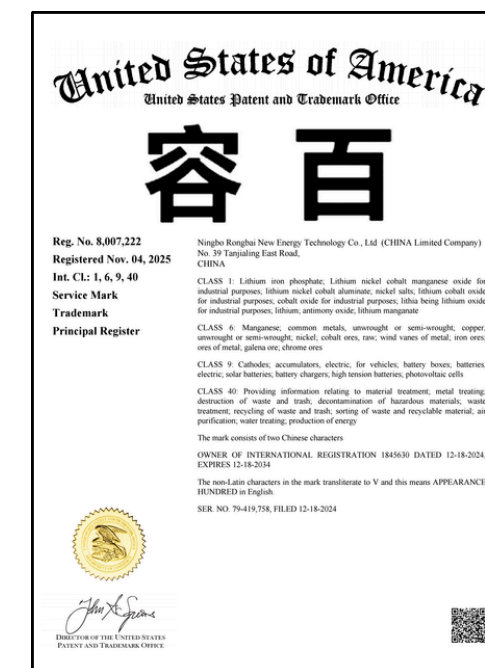 United States of America
United States Patent and Trademark Office
容 百
Reg. No. 8,007,222
Registered Nov. 04, 2025
Int. Cl.: 1, 6, 9, 40
Service Mark
Trademark
Principal Register
Ningbo Rongbai New Energy Technology Co., Ltd (CHINA Limited Company)
No. 39 Tanjialing East Road,
CHINA
CLASS 1: Lithium iron phosphate; Lithium nickel cobalt manganese oxide for
industrial purposes; lithium nickel cobalt aluminate; nickel salts; lithium cobalt oxide
for industrial purposes; cobalt oxide for industrial purposes; lithia being lithium oxide
for industrial purposes; lithium; antimony oxide; lithium manganate
CLASS 6: Manganese; common metals, unwrought or semi-wrought; copper,
unwrought or semi-wrought; nickel; cobalt ores, raw; wind vanes of metal; iron ores;
ores of metal; galena ore; chrome ores
CLASS 9: Cathodes; accumulators, electric, for vehicles; battery boxes; batteries,
electric; solar batteries; battery chargers; high tension batteries; photovoltaic cells
CLASS 40: Providing information relating to material treatment; metal treating;
destruction of waste and trash; decontamination of hazardous materials; waste
treatment; recycling of waste and trash; sorting of waste and recyclable material; air
purification; water treating; production of energy
The mark consists of two Chinese characters
OWNER OF INTERNATIONAL REGISTRATION 1845630 DATED 12-18-2024,
EXPIRES 12-18-2034
The non-Latin characters in the mark transliterate to V and this means APPEARANCE
HUNDRED in English.
SER. NO. 79-419,758, FILED 12-18-2024
DIRECTOR OF THE UNITED STATES
PATENT AND TRADEMARK OFFICE